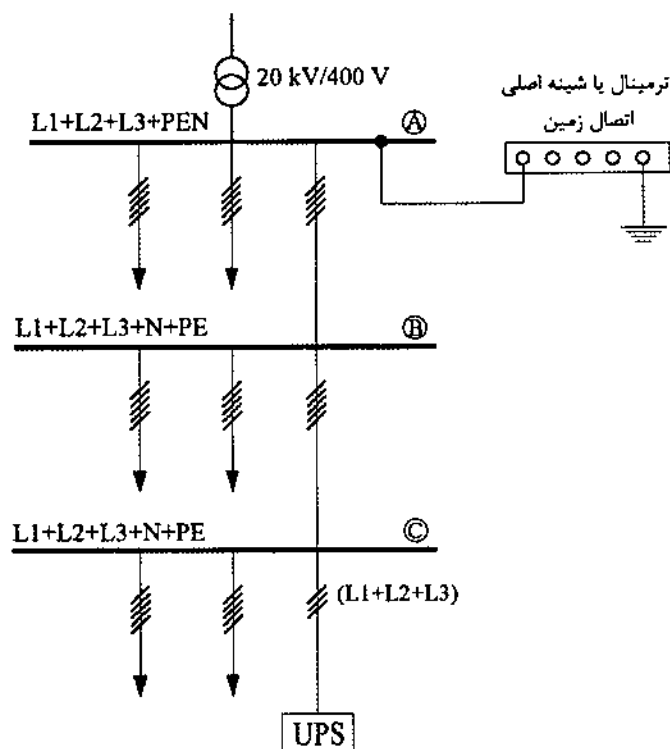 20 kV/400 V
ترمینال یا شینه اصلی
اتصال زمین
L1+L2+L3+PEN
A
L1+L2+L3+N+PE
B
L1+L2+L3+N+PE
C
(L1+L2+L3)
UPS